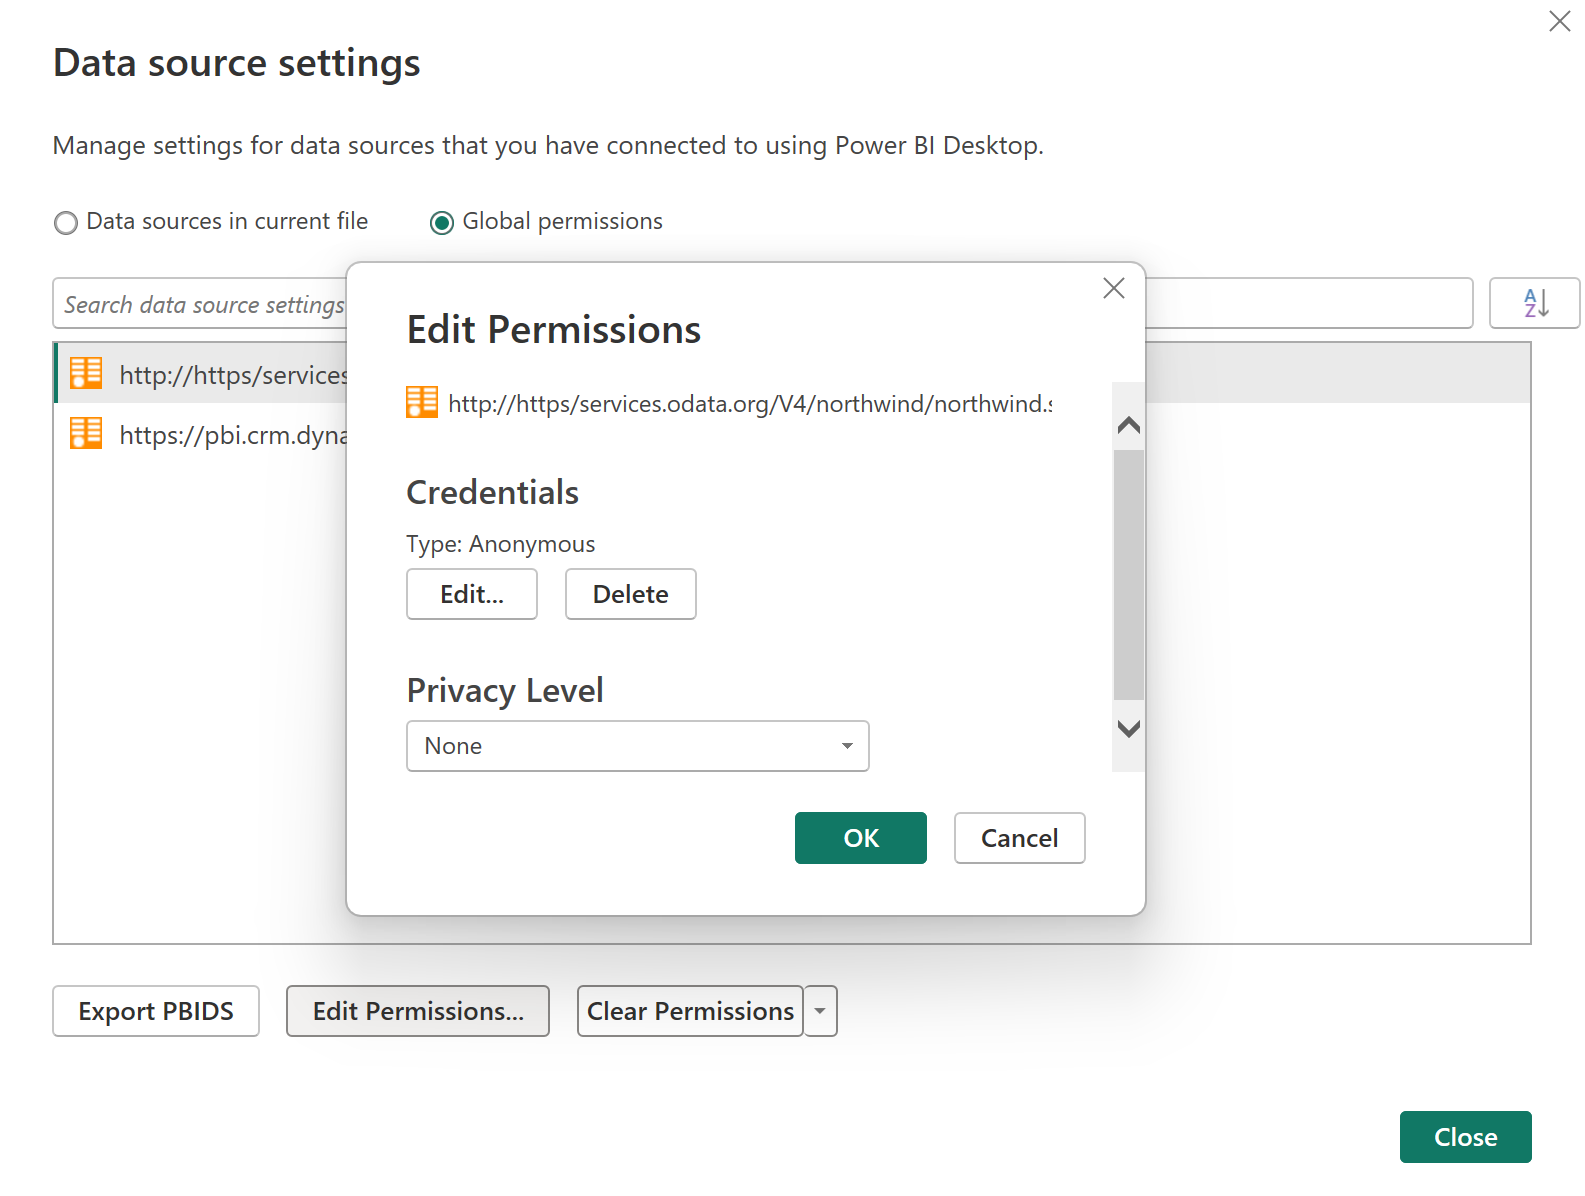 Data source settings
Manage settings for data sources that you have connected to using Power BI Desktop.
Data sources in current file
Global permissions
Search data source settings
A
Z
http://https/services
https://pbi.crm.dyna
Edit Permissions
http://https/services.odata.org/V4/northwind/northwind.s
Credentials
Type: Anonymous
Edit...
Delete
Privacy Level
None
OK
Cancel
Export PBIDS
Edit Permissions...
Clear Permissions
Close